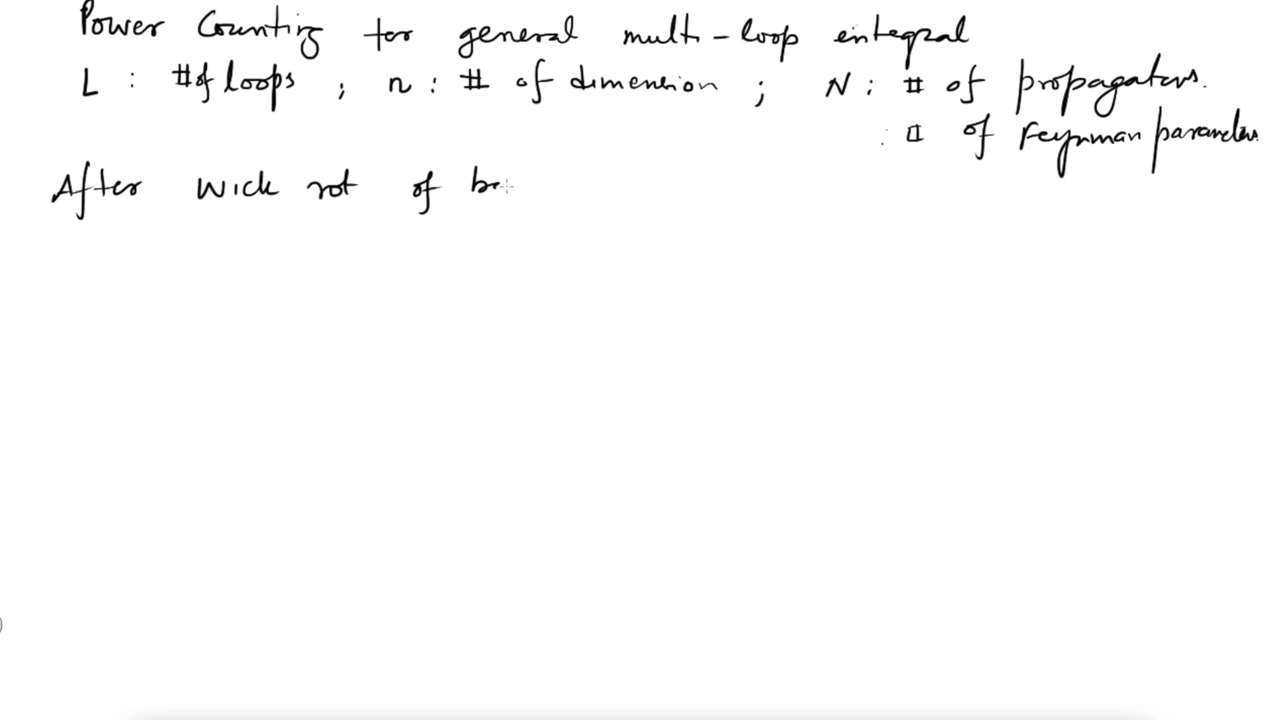 Power Counting for general mult-loop integral
L : # of loops ; n : # of dimension ; N : # of propagators.
: # of Feynman parameters
After Wick rot of